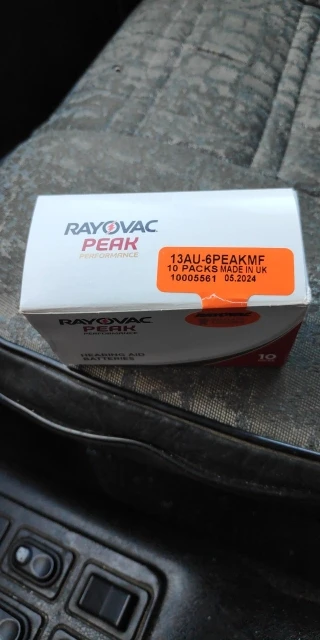 RAYOVAC
PEAK
PERFORMANCE
13AU-6PEAKMF
10 PACKS MADE IN UK
10005561 05.2024
RAYOVAC
PEAK
PERFORMANCE
HEARING AID
BATTERIES
10